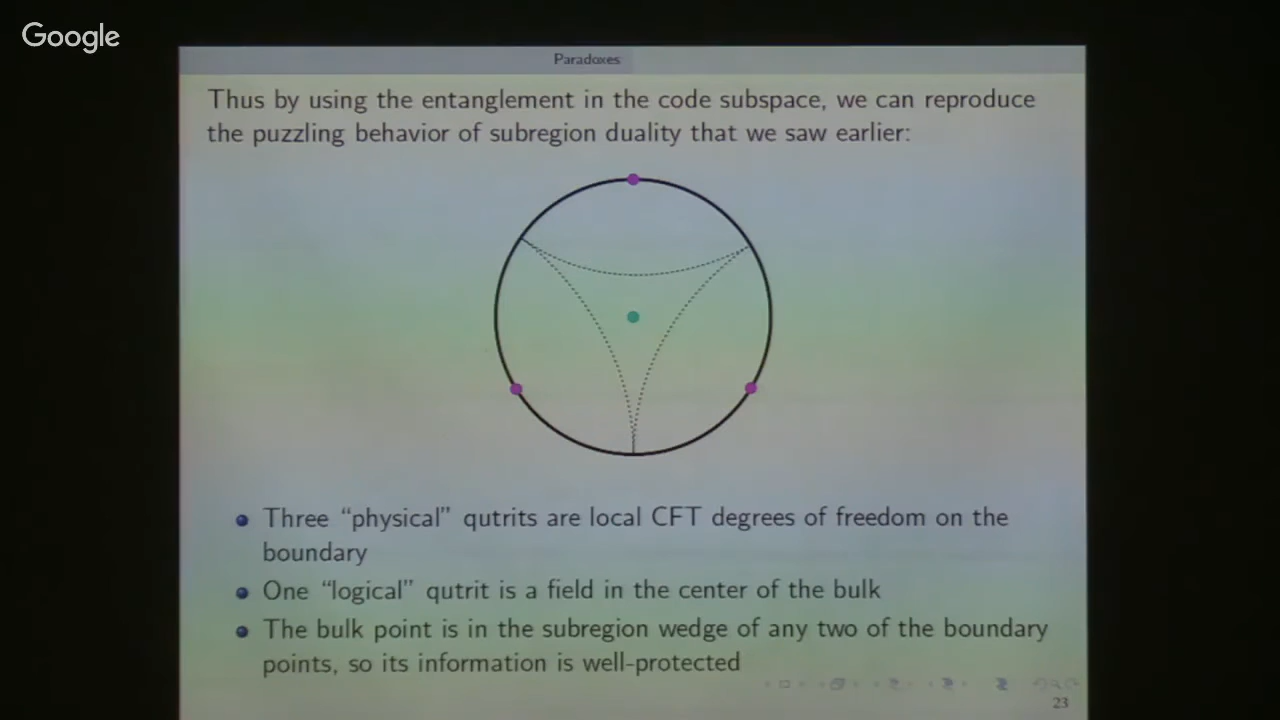 Google
Paradoxes
Thus by using the entanglement in the code subspace, we can reproduce
the puzzling behavior of subregion duality that we saw earlier:
Three “physical” qutrits are local CFT degrees of freedom on the
boundary
One “logical” qutrit is a field in the center of the bulk
The bulk point is in the subregion wedge of any two of the boundary
points, so its information is well-protected
23